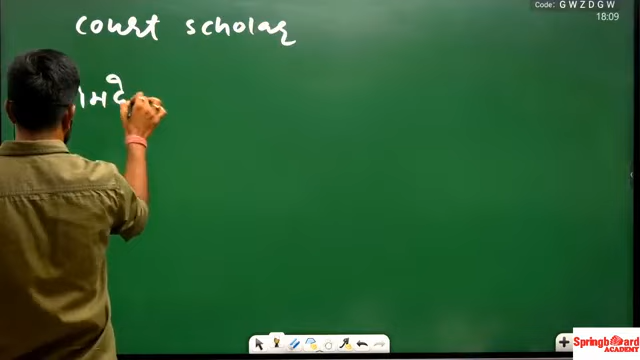 Code: G W Z D G W
18:09
court scholar
Springboard
ACADEMY